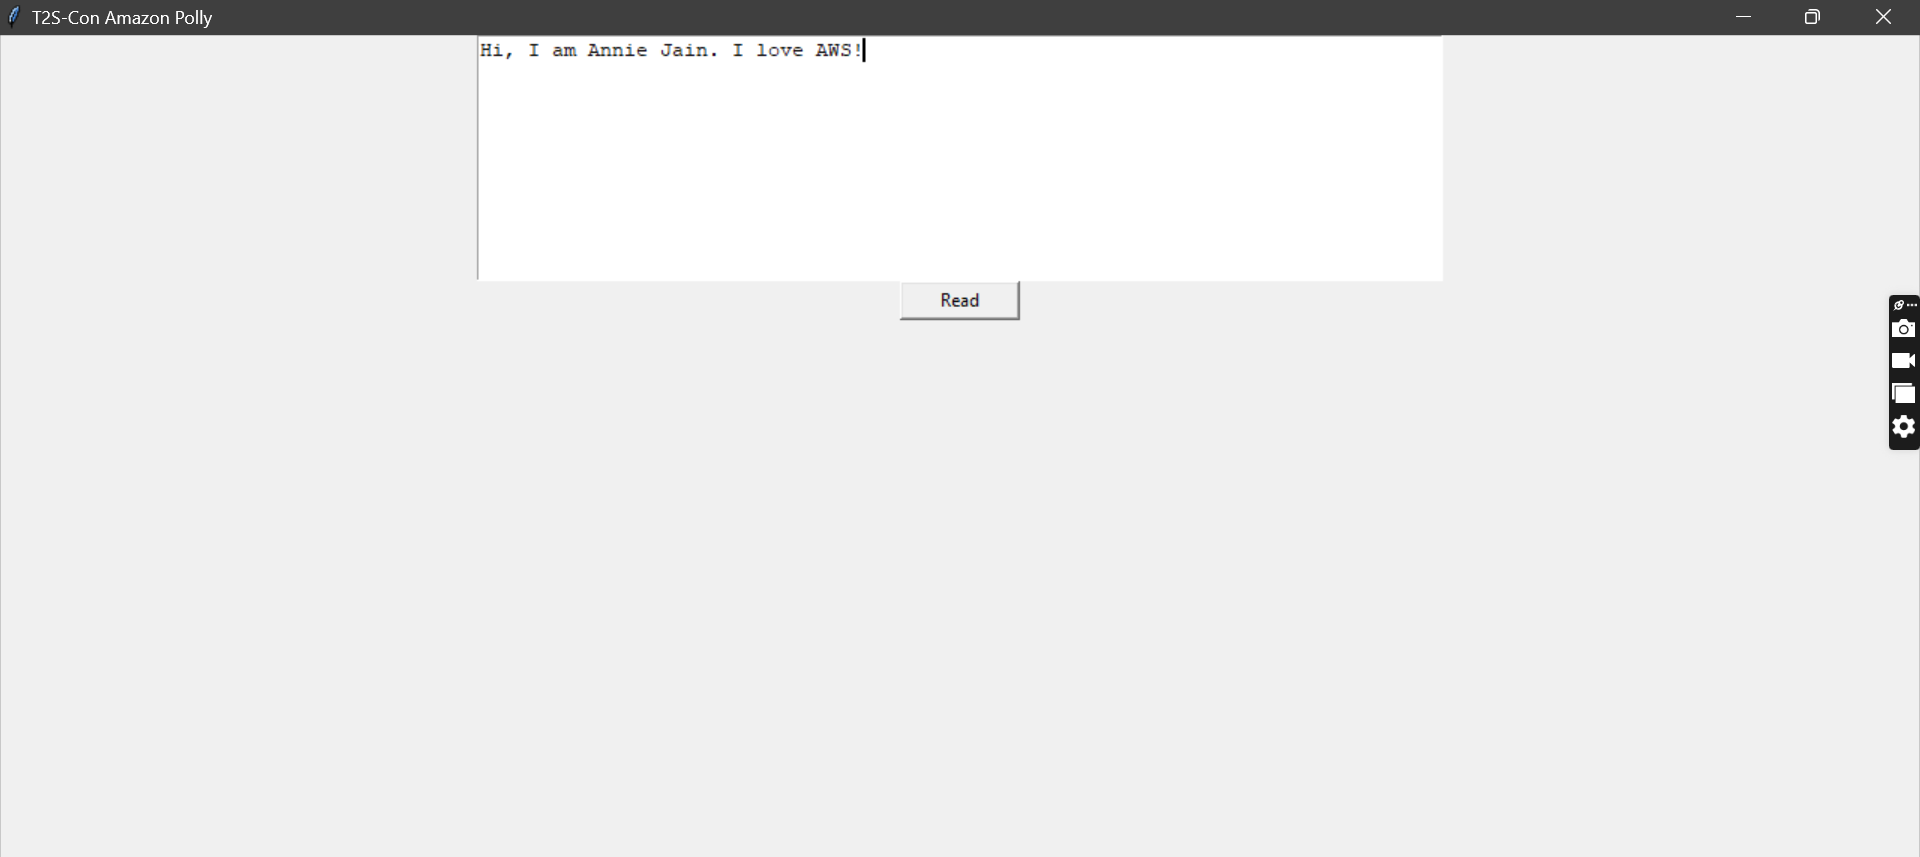 T2S-Con Amazon Polly
Hi, I am Annie Jain. I love AWS!
Read